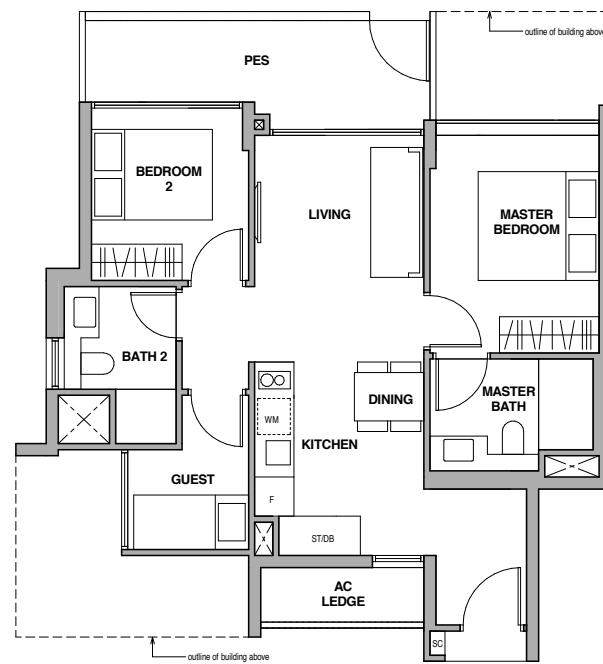 outline of building above
PES
BEDROOM
2
LIVING
MASTER
BEDROOM
BATH 2
DINING
MASTER
BATH
WM
KITCHEN
GUEST
F
ST/DB
AC
LEDGE
SC
outline of building above